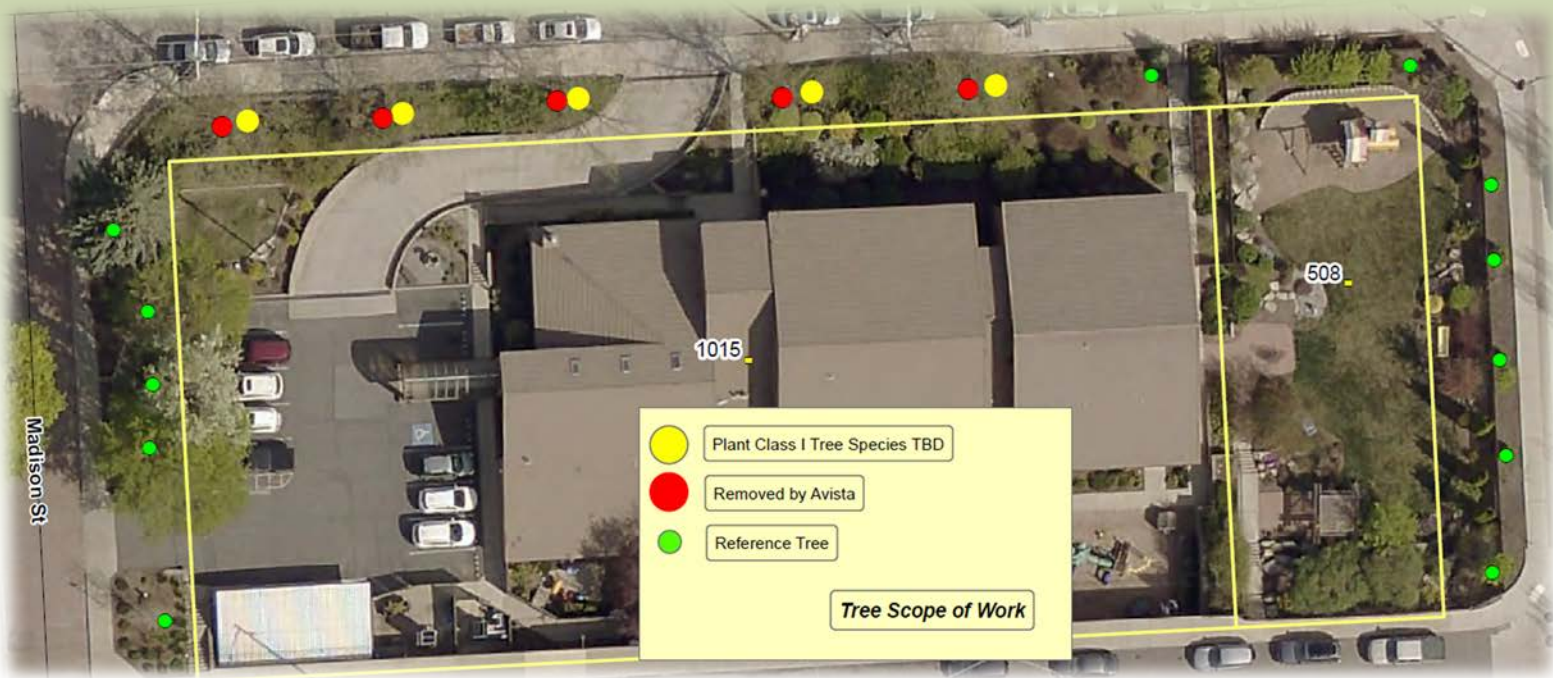 508
1015
Madison St
Plant Class I Tree Species TBD
Removed by Avista
Reference Tree
Tree Scope of Work